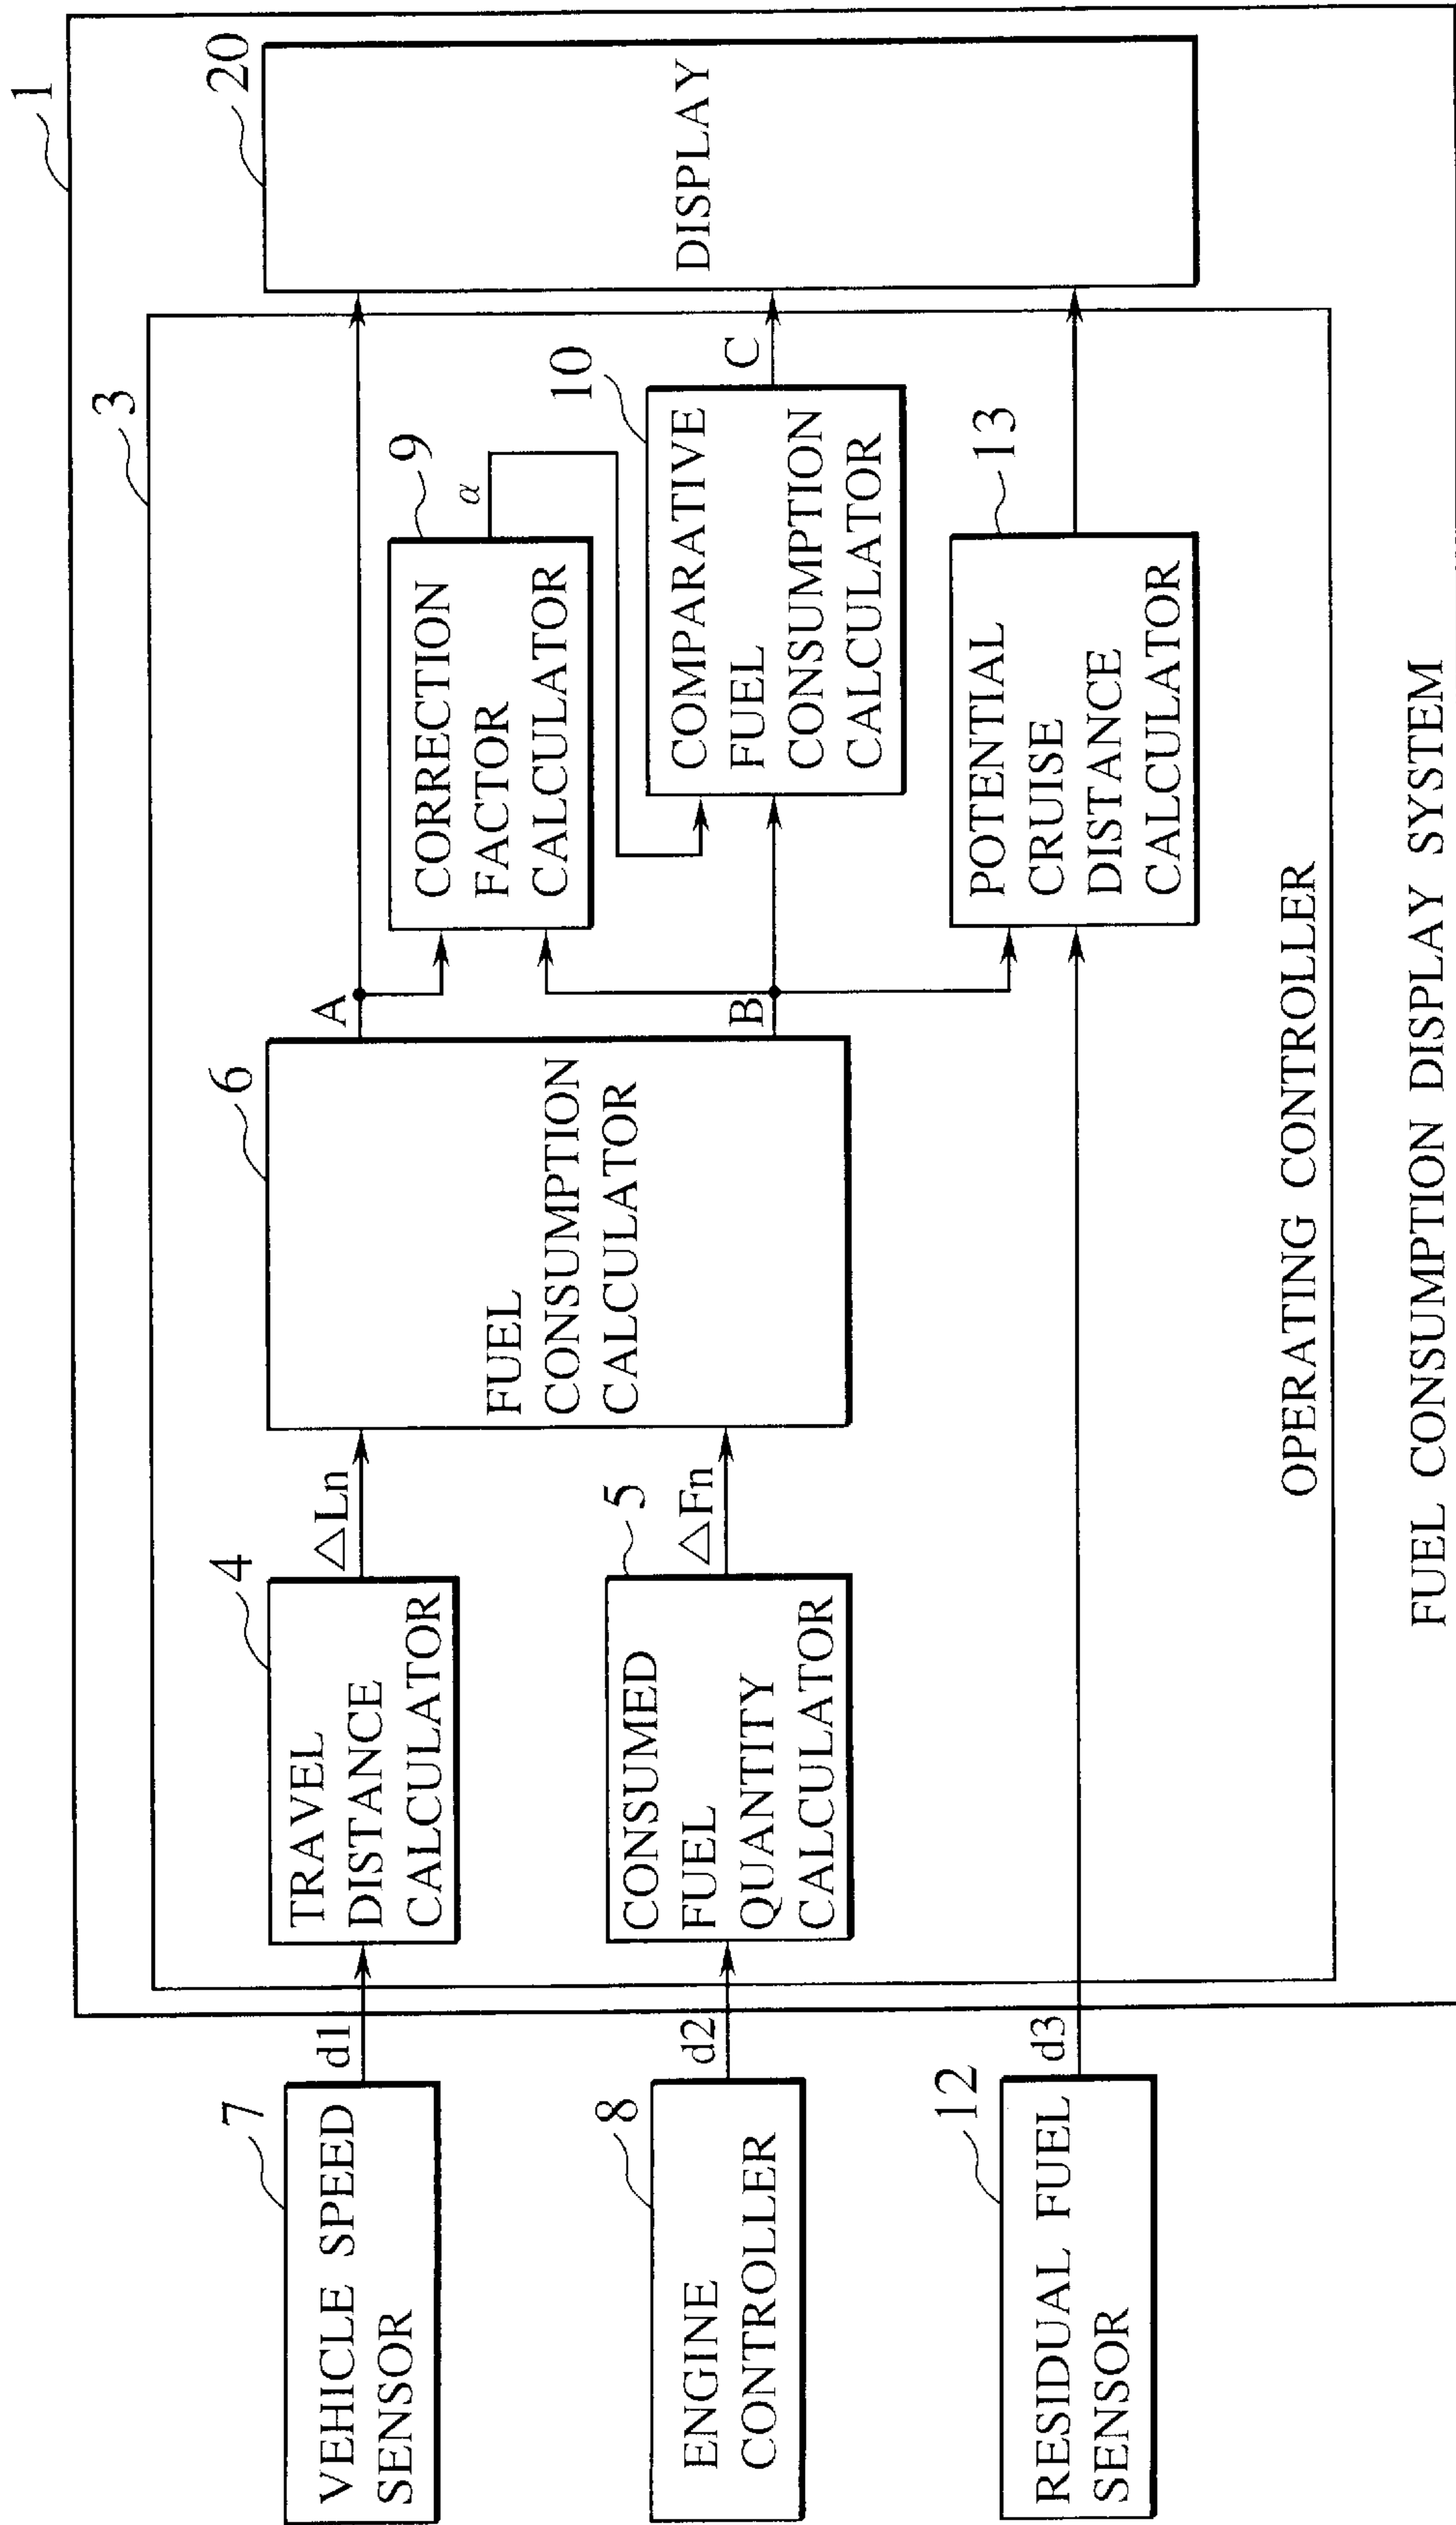 1
20
3
DISPLAY
9
α
10
C
CORRECTION
FACTOR
CALCULATOR
COMPARATIVE
FUEL
CONSUMPTION
CALCULATOR
13
POTENTIAL
CRUISE
DISTANCE
CALCULATOR
A
B
6
FUEL
CONSUMPTION
CALCULATOR
△Ln
△Fn
4
TRAVEL
DISTANCE
CALCULATOR
5
CONSUMED
FUEL
QUANTITY
CALCULATOR
d1
d2
d3
7
VEHICLE SPEED
SENSOR
8
ENGINE
CONTROLLER
12
RESIDUAL FUEL
SENSOR
OPERATING CONTROLLER
FUEL CONSUMPTION DISPLAY SYSTEM